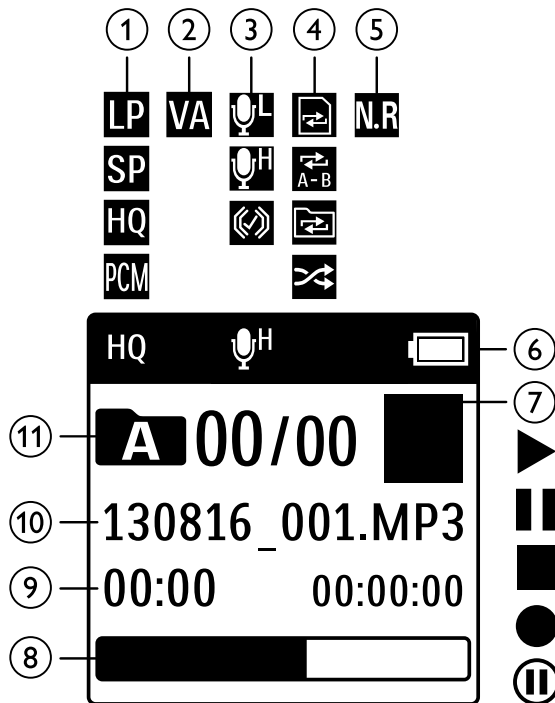 1 2 3 4 5
LP VA L N.R
SP H A-B
HQ
PCM
HQ H 6
7
11 A 00/00
10 130816_001.MP3
9 00:00 00:00:00
8